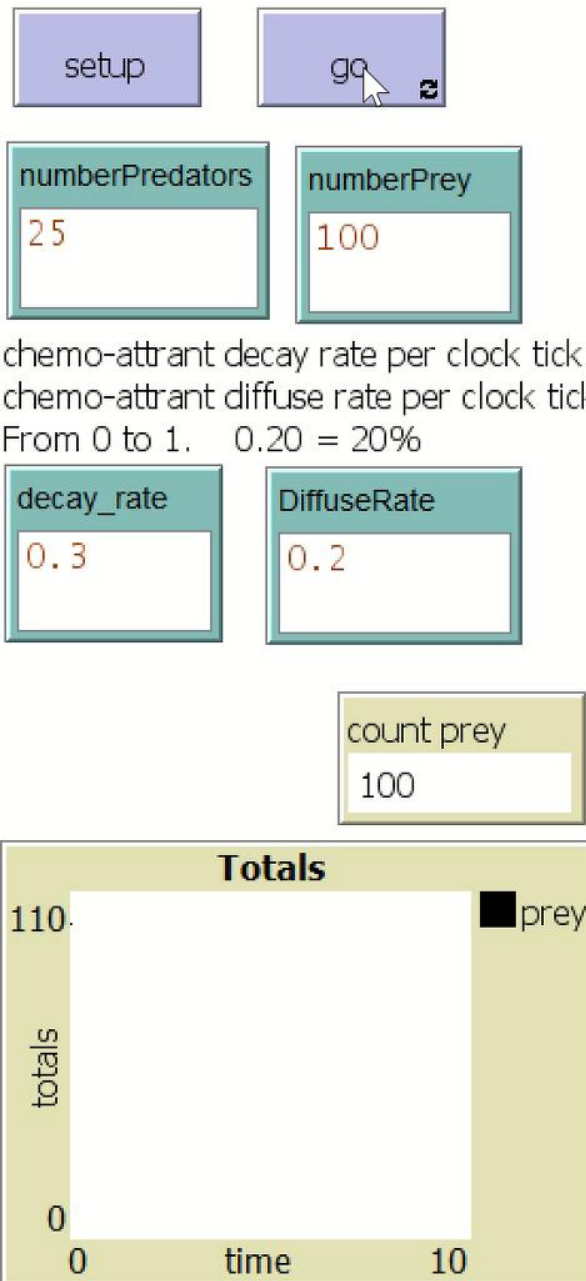 setup go
numberPredators numberPrey
25 100
chemo-attrant decay rate per clock tick
chemo-attrant diffuse rate per clock tick
From 0 to 1. 0.20 = 20%
decay_rate DiffuseRate
0.3 0.2
count prey
100
Totals
110
prey
totals
0
0 time 10